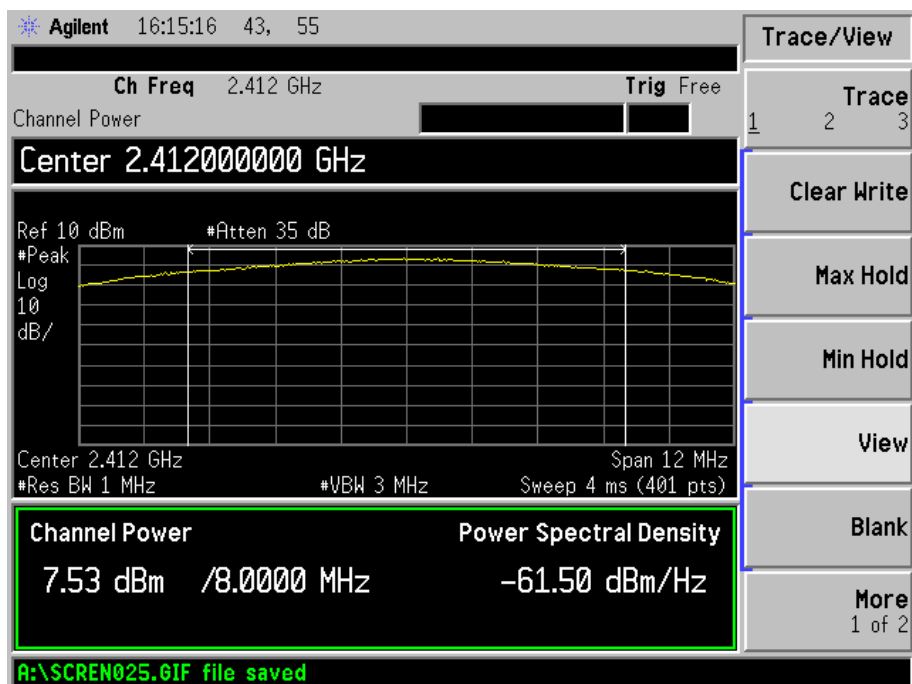 Agilent 16:15:16 43, 55
Trace/View
Ch Freq 2.412 GHz Trig Free
Channel Power
Trace
1 2 3
Center 2.412000000 GHz
Clear Write
Ref 10 dBm #Atten 35 dB
#Peak
Log
10
dB/
Max Hold
Min Hold
View
Center 2.412 GHz Span 12 MHz
#Res BW 1 MHz #VBW 3 MHz Sweep 4 ms (401 pts)
Channel Power Power Spectral Density
7.53 dBm /8.0000 MHz -61.50 dBm/Hz
Blank
More
1 of 2
A:\SCREN025.GIF file saved